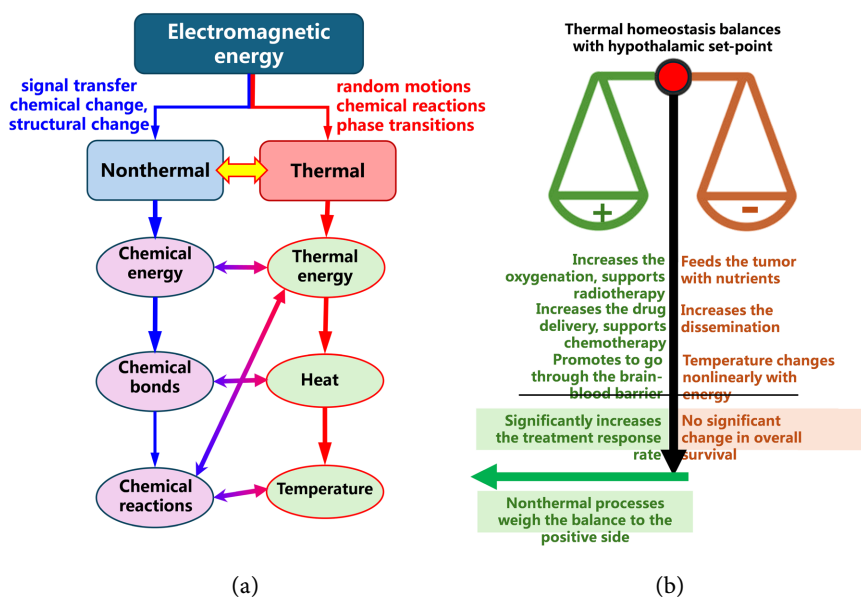 Electromagnetic
energy
signal transfer
chemical change,
structural change
random motions
chemical reactions
phase transitions
Nonthermal
Thermal
Chemical
energy
Thermal
energy
Chemical
bonds
Heat
Chemical
reactions
Temperature
(a)
Thermal homeostasis balances
with hypothalamic set-point
+
-
Increases the
oxygenation, supports
radiotherapy
Increases the drug
delivery, supports
chemotherapy
Promotes to go
through the brain-
blood barrier
Feeds the tumor
with nutrients
Increases the
dissemination
Temperature changes
nonlinearly with
energy
Significantly increases
the treatment response
rate
No significant
change in overall
survival
Nonthermal processes
weigh the balance to the
positive side
(b)